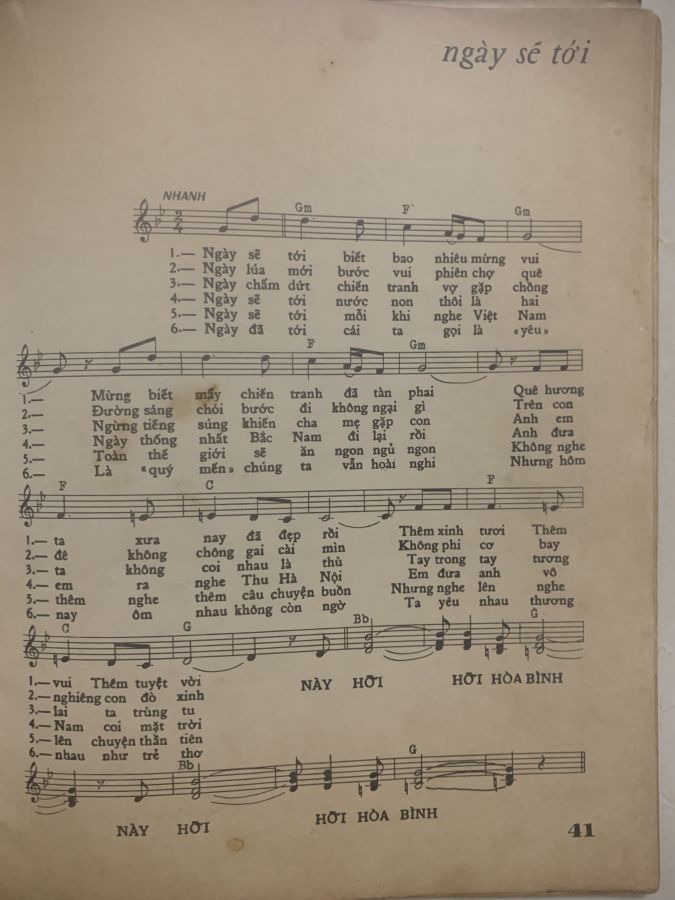 ngày sẽ tới
NHANH
2
4
Gm F Gm
1.— Ngày sẽ tới biết bao nhiêu mừng vui
2.— Ngày lúa mới bước vui phiên chợ quê
3.— Ngày chấm dứt chiến tranh vợ gặp chồng
4.— Ngày sẽ tới nước non thôi là hai
5.— Ngày sẽ tới mỗi khi nghe Việt Nam
6.— Ngày đã tới cái ta gọi là «yêu»
F Gm
1.— Mừng biết mấy chiến tranh đã tàn phai Quê hương
2.— Đường sáng chói bước đi không ngại gì Trên con
3.— Ngừng tiếng súng khiến cha mẹ gặp con Anh em
4.— Ngày thống nhất Bắc Nam đi lại rồi Anh đưa
5.— Toàn thế giới sẽ ăn ngon ngủ ngon Không nghe
6.— Là «quý mến» chúng ta vẫn hoài nghi Nhưng hôm
F C F
1.— ta xưa nay đã đẹp rồi Thêm xinh tươi Thêm
2.— đê không chông gai cài mìn Không phi cơ bay
3.— ta không coi nhau là thù Tay trong tay tương
4.— em ra nghe Thu Hà Nội Em đưa anh vô
5.— thêm nghe thêm câu chuyện buồn Nhưng nghe lên nghe
6.— nay ôm nhau không còn ngờ Ta yêu nhau thương
C G Bb G
1.— vui Thêm tuyệt vời
2.— nghiêng con đò xinh
3.— lai ta trùng tu
4.— Nam coi mặt trời
5.— lên chuyện thần tiên
6.— nhau như trẻ thơ
NÀY HỠI HỠI HÒA BÌNH
Bb G
NÀY HỠI HỠI HÒA BÌNH
41